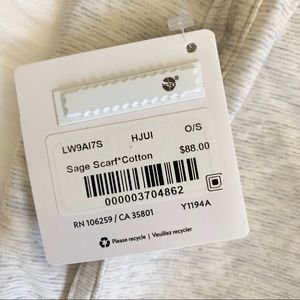 LW9AI7S HJUI O/S
Sage Scarf*Cotton $88.00
000003704862
RN 106259 / CA 35801 Y1194A
Please recycle | Veuillez recycler